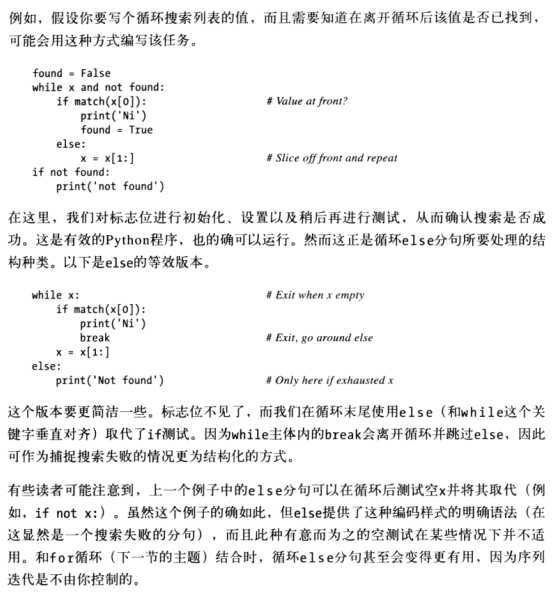 例如，假设你要写个循环搜索列表的值，而且需要知道在离开循环后该值是否已找到，
可能会用这种方式编写该任务。
found = False
while x and not found:
    if match(x[0]):                # Value at front?
        print('Ni')
        found = True
    else:
        x = x[1:]                  # Slice off front and repeat
if not found:
    print('not found')
在这里，我们对标志位进行初始化、设置以及稍后再进行测试，从而确认搜索是否成
功。这是有效的Python程序，也的确可以运行。然而这正是循环else分句所要处理的结
构种类。以下是else的等效版本。
while x:                           # Exit when x empty
    if match(x[0]):
        print('Ni')
        break                      # Exit, go around else
    x = x[1:]
else:
    print('Not found')             # Only here if exhausted x
这个版本要更简洁一些。标志位不见了，而我们在循环末尾使用else（和while这个关
键字垂直对齐）取代了if测试。因为while主体内的break会离开循环并跳过else，因此
可作为捕捉搜索失败的情况更为结构化的方式。
有些读者可能注意到，上一个例子中的else分句可以在循环后测试空x并将其取代（例
如，if not x:）。虽然这个例子的确如此，但else提供了这种编码样式的明确语法（在
这显然是一个搜索失败的分句），而且此种有意而为之的空测试在某些情况下并不适
用。和for循环（下一节的主题）结合时，循环else分句甚至会变得更有用，因为序列
迭代是不由你控制的。